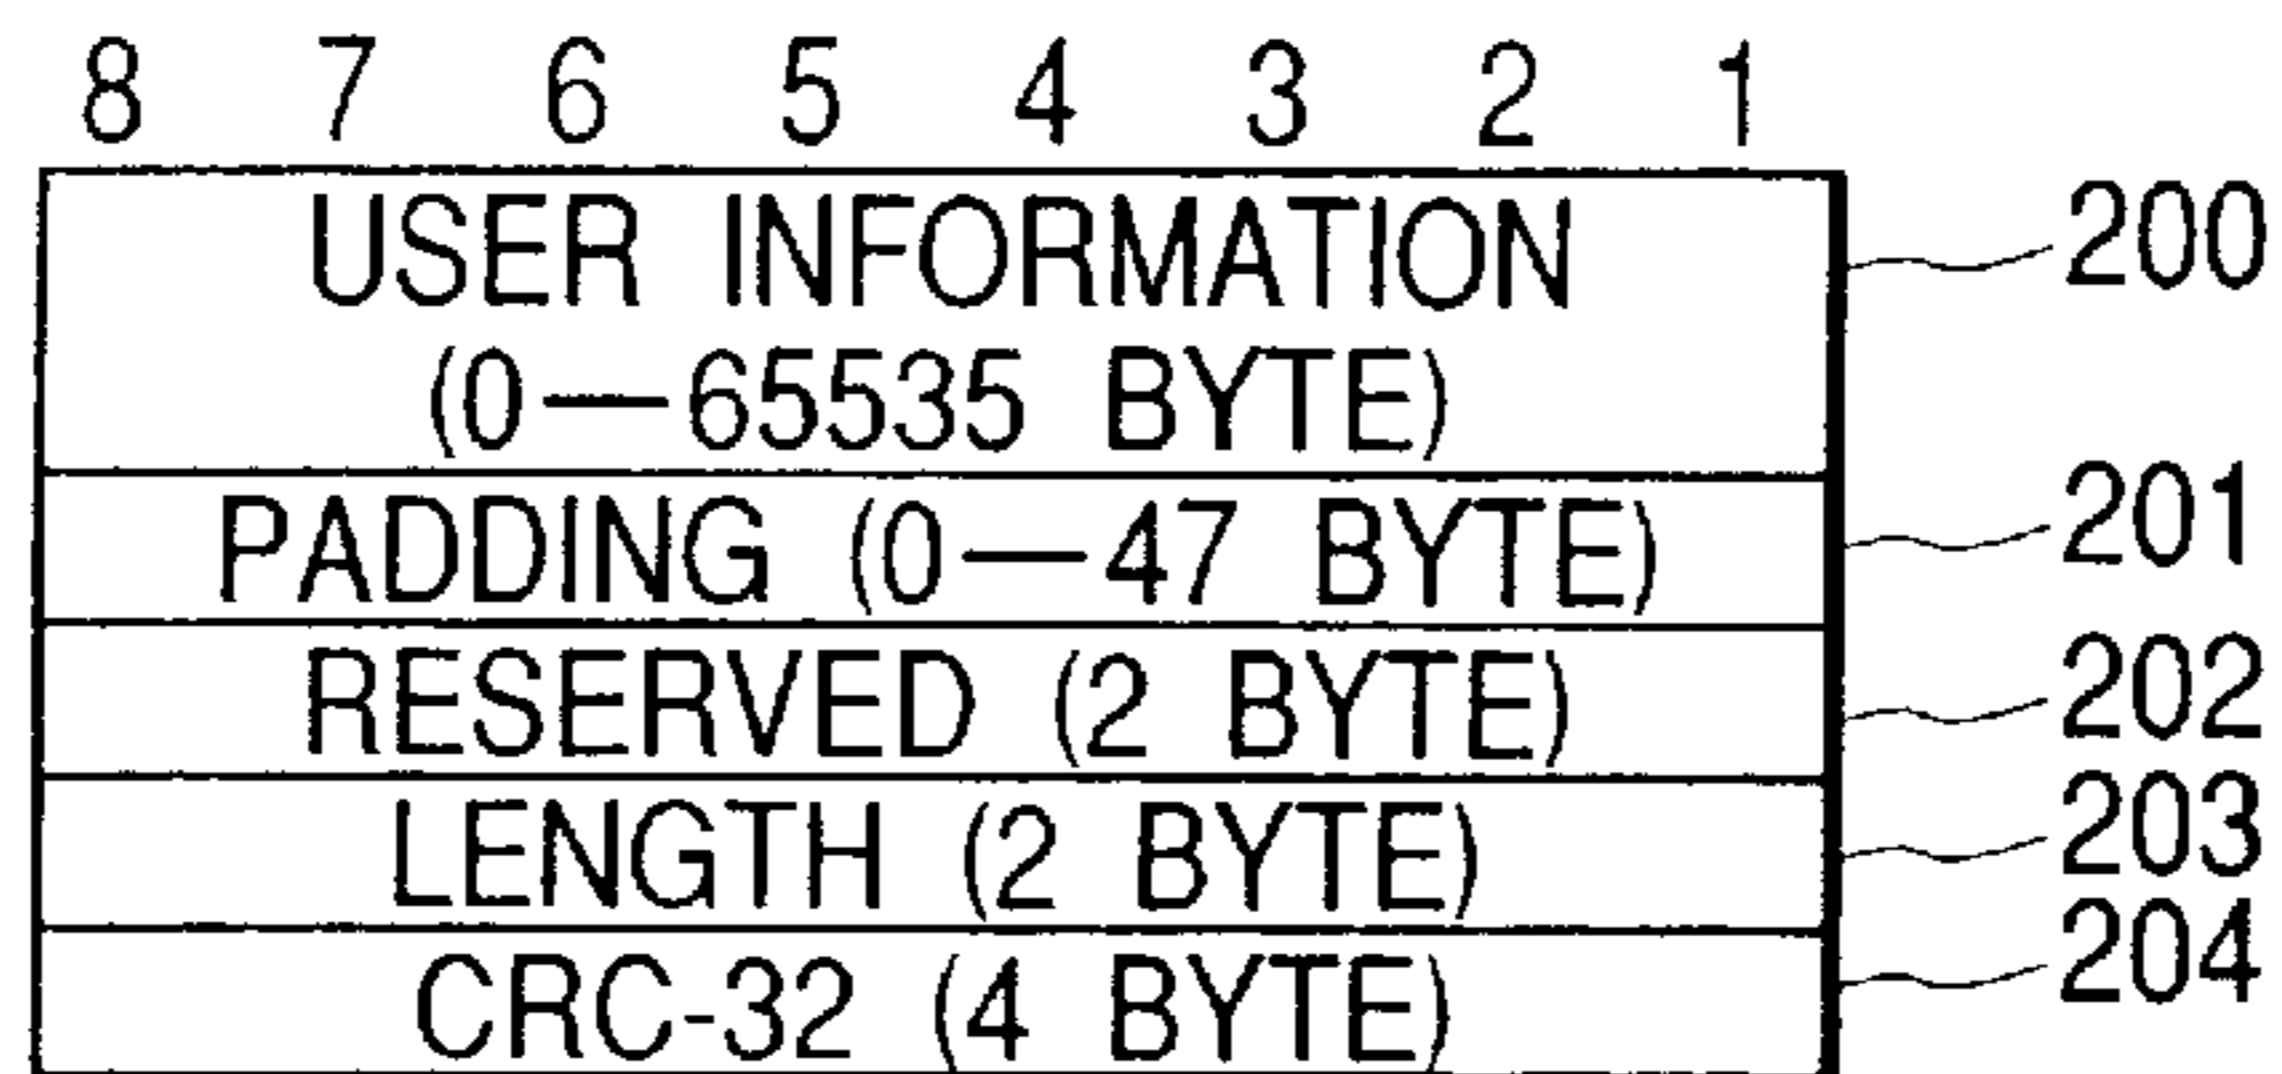 8 7 6 5 4 3 2 1
USER INFORMATION 200
(0—65535 BYTE)
PADDING (0—47 BYTE) 201
RESERVED (2 BYTE) 202
LENGTH (2 BYTE) 203
CRC-32 (4 BYTE) 204